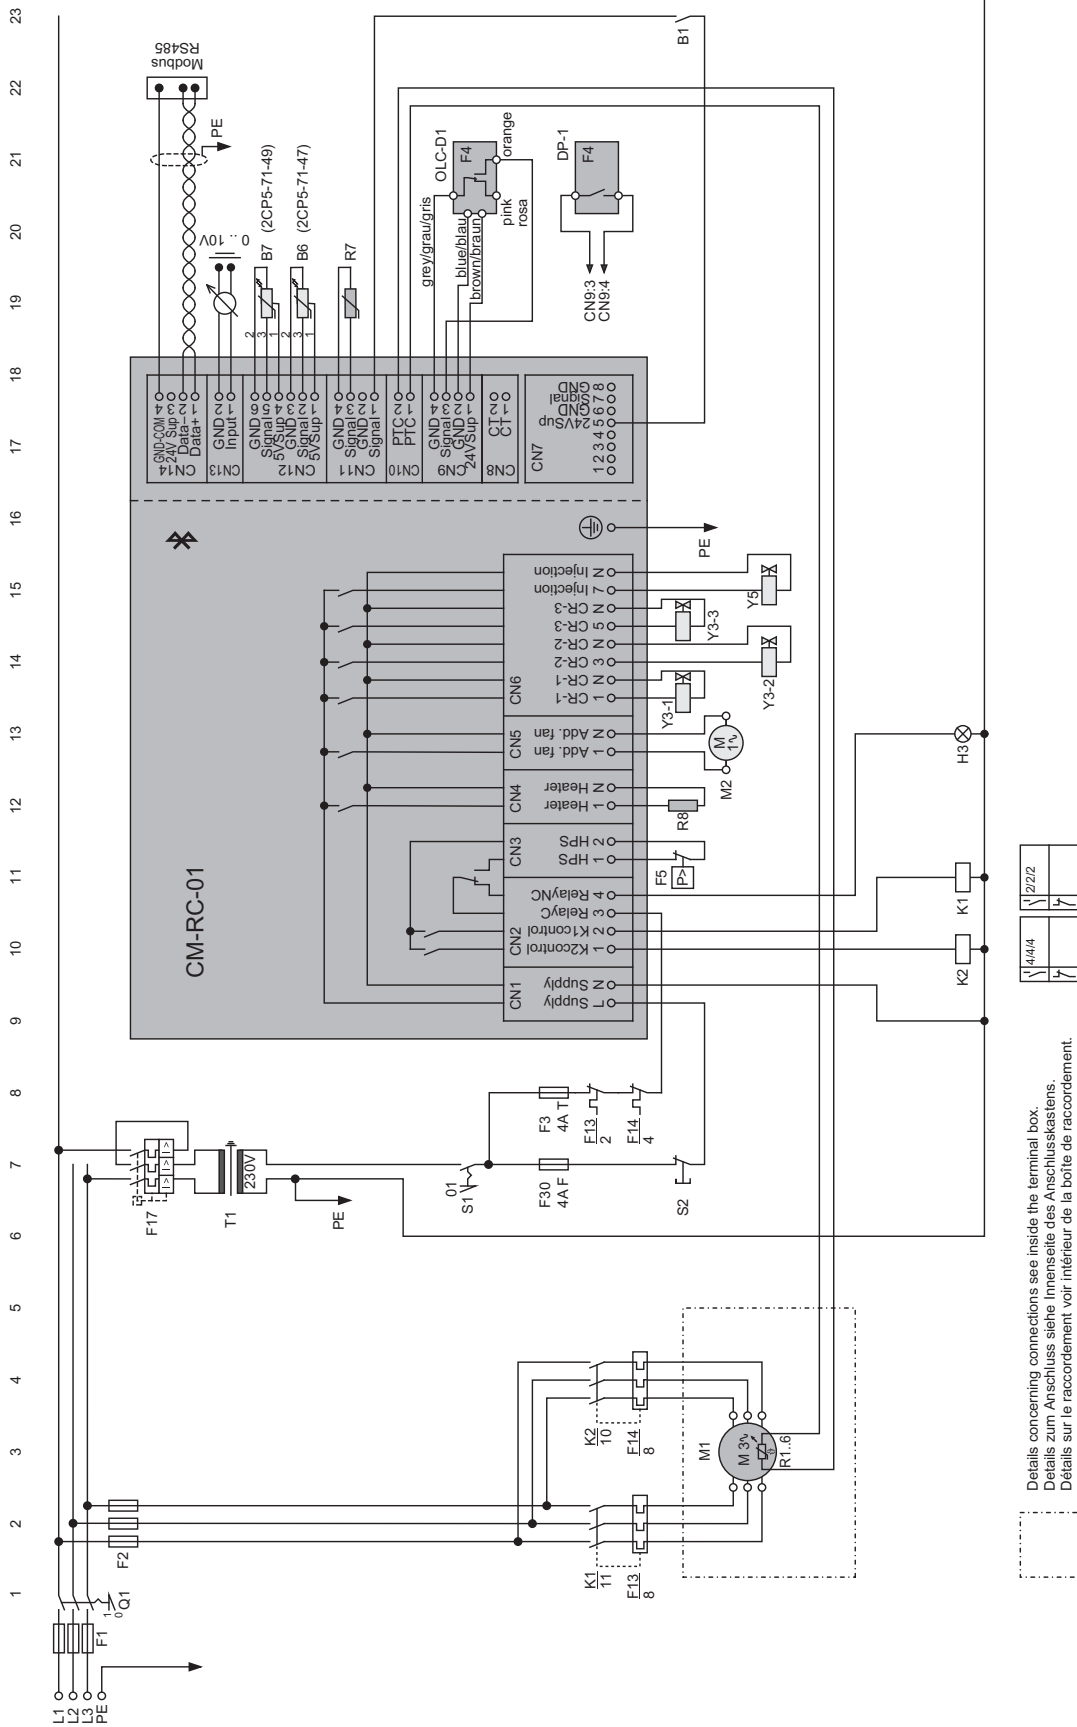 1 2 3 4 5 6 7 8 9 10 11 12 13 14 15 16 17 18 19 20 21 22 23
L1
L2
L3
PE
F1
Q1
0 1
F2
K1
11
F13
8
K2
10
F14
8
M1
M 3~
R1..6
ϑ
F17
I> I> I>
T1
230V
PE
S1
01
F30
4A F
F3
4A T
F13
2
F14
4
S2
CM-RC-01
CN1
L Supply
N Supply
CN2
1 K2control
2 K1control
3 RelayC
4 RelayNC
CN3
1 HPS
2 HPS
CN4
1 Heater
N Heater
CN5
1 Add. fan
N Add. fan
CN6
1 CR-1
N CR-1
3 CR-2
N CR-2
5 CR-3
N CR-3
7 Injection
N Injection
F5
P>
R8
M2
M
1~
Y3-1
Y3-2
Y3-3
Y5
PE
K2
K1
H3
CN14
4 GND-COM
3 24V Sup
2 Data–
1 Data+
CN13
2 GND
1 Input
CN12
6 GND
5 Signal
4 5VSup
3 GND
2 Signal
1 5VSup
CN11
4 GND
3 Signal
2 GND
1 Signal
CN10
2 PTC
1 PTC
CN9
4 GND
3 Signal
2 GND
1 24VSup
CN8
2 CT
1 CT
CN7
1 2 3 4 5 6 7 8
24VSup
GND
Signal
GND
Modbus
RS485
PE
0 .. 10V
2
3
1
B7 (2CP5-71-49)
2
3
1
B6 (2CP5-71-47)
R7
OLC-D1
F4
grey/grau/gris
blue/blau
brown/braun
pink
rosa
orange
DP-1
F4
CN9:3
CN9:4
B1
4/4/4
2/2/2
Details concerning connections see inside the terminal box.
Details zum Anschluss siehe Innenseite des Anschlusskastens.
Détails sur le raccordement voir intérieur de la boîte de raccordement.